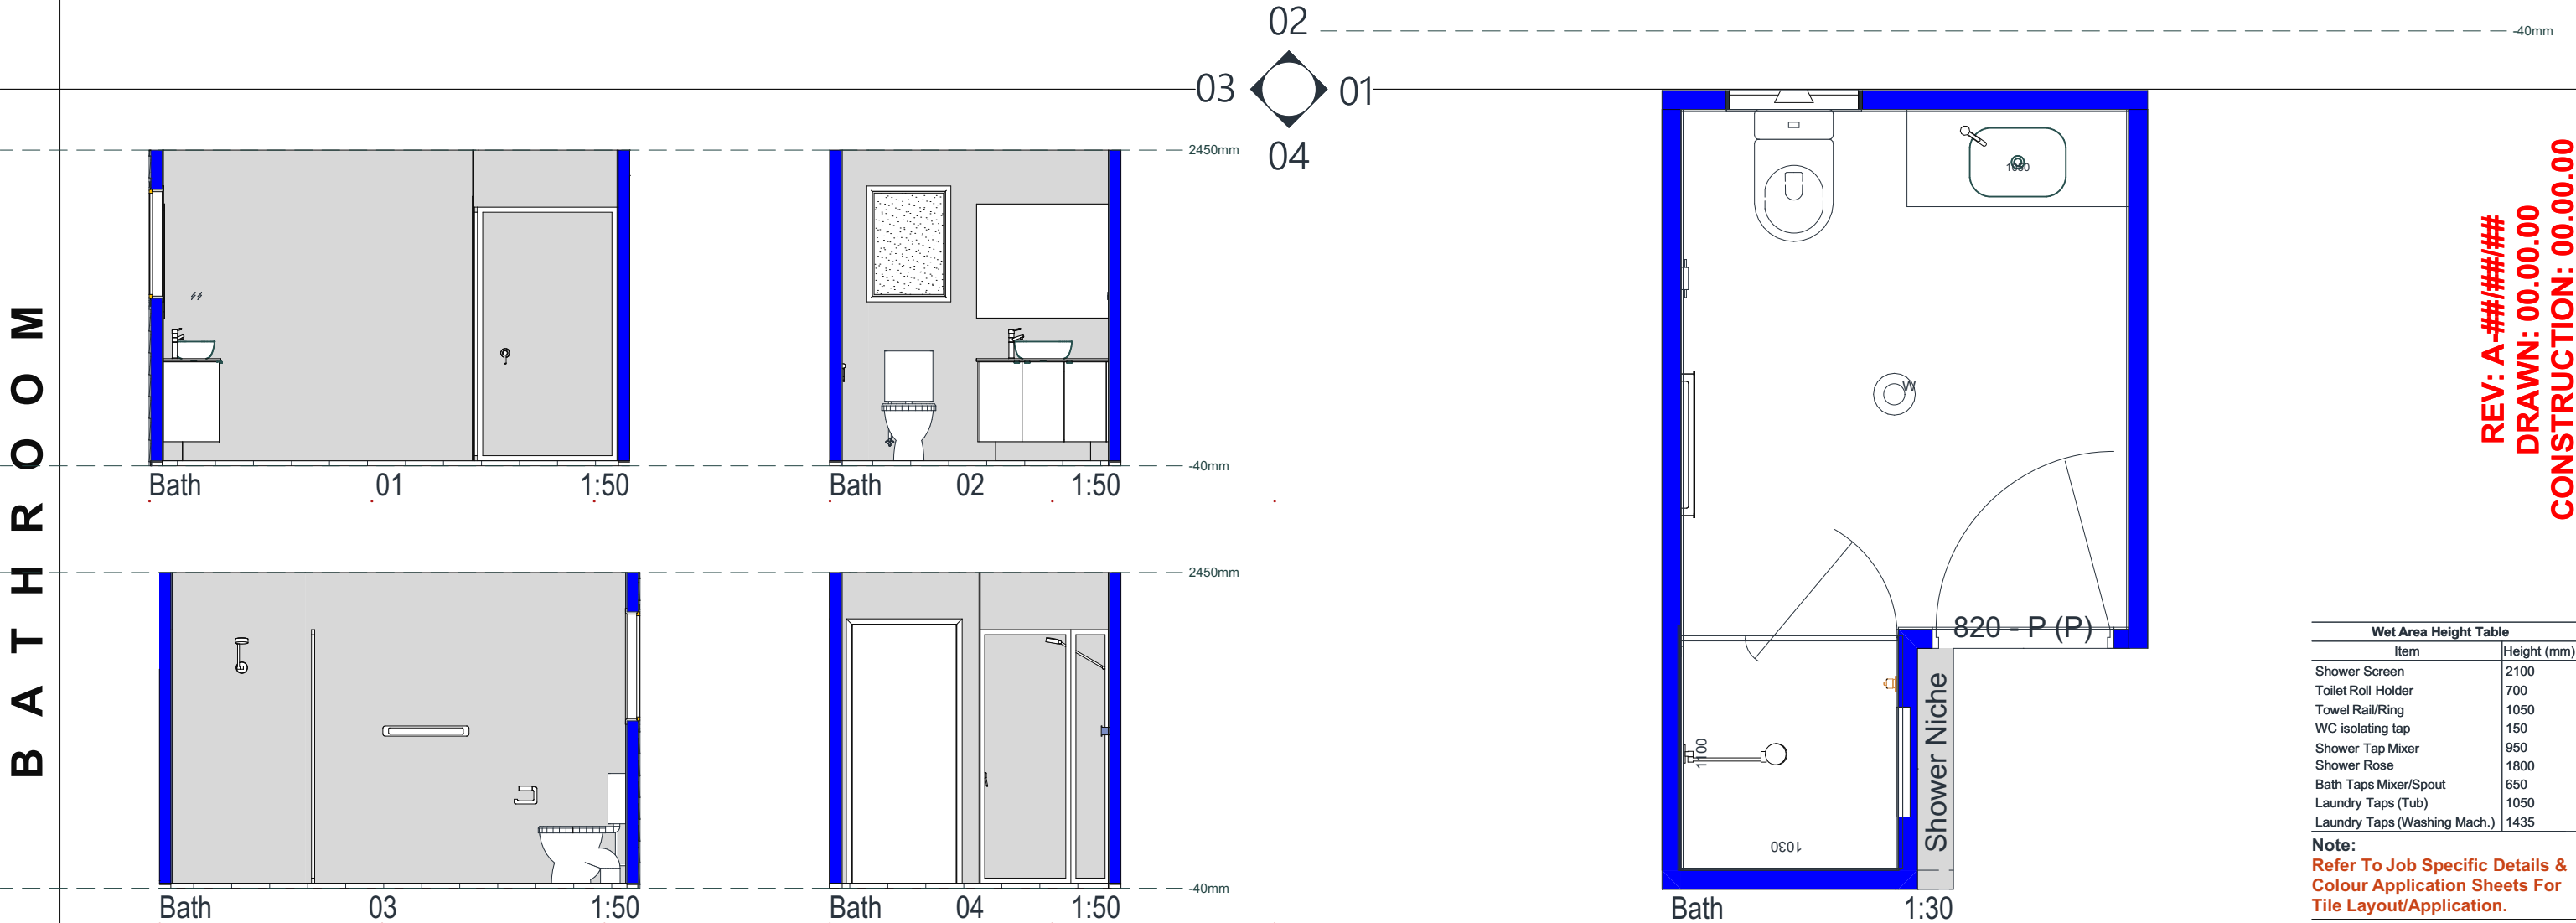 BATHROOM
02
03
01
04
-40mm
2450mm
-40mm
Bath 01 1:50
Bath 02 1:50
2450mm
-40mm
Bath 03 1:50
Bath 04 1:50
1050
W
820 - P (P)
1100
1030
Shower Niche
Bath 1:30
REV: A-##/##/##
DRAWN: 00.00.00
CONSTRUCTION: 00.00.00
Wet Area Height Table
Item Height (mm)
Shower Screen 2100
Toilet Roll Holder 700
Towel Rail/Ring 1050
WC isolating tap 150
Shower Tap Mixer 950
Shower Rose 1800
Bath Taps Mixer/Spout 650
Laundry Taps (Tub) 1050
Laundry Taps (Washing Mach.) 1435
Note:
Refer To Job Specific Details &
Colour Application Sheets For
Tile Layout/Application.